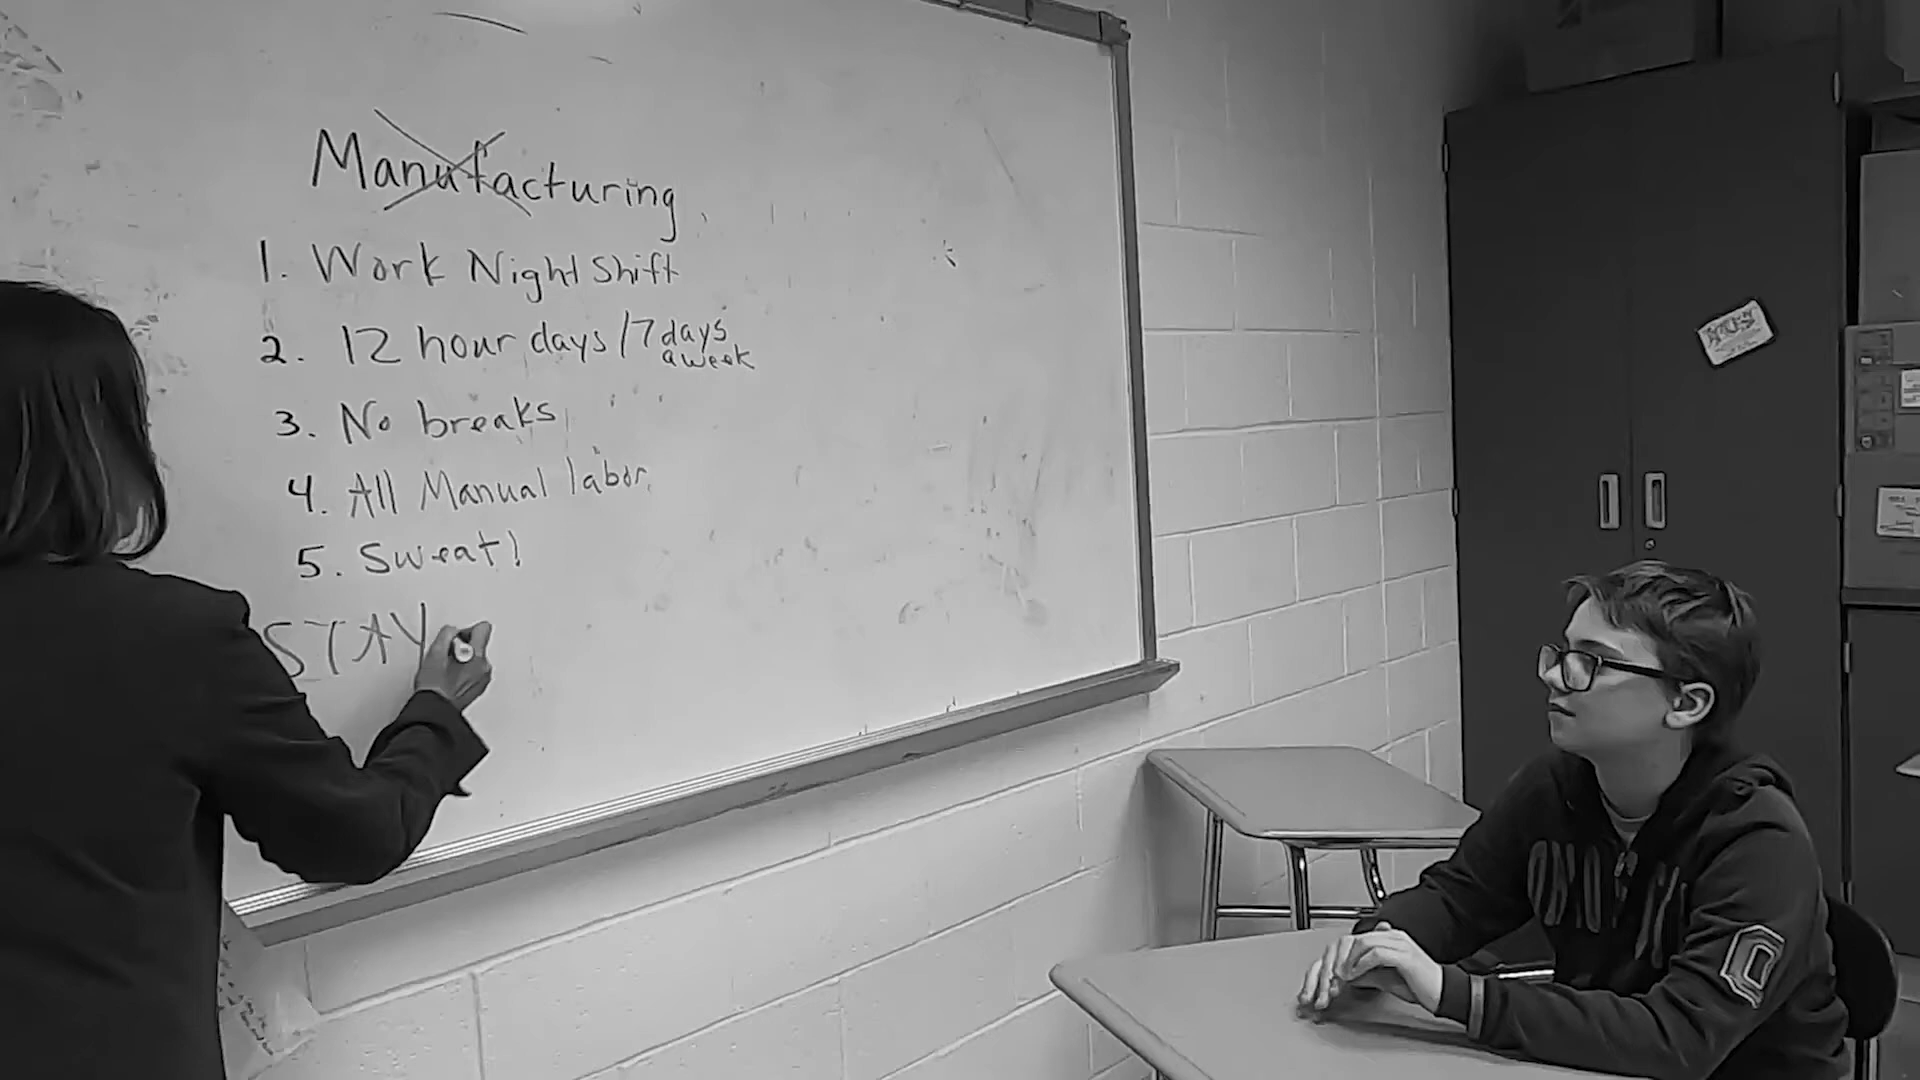 Manufacturing
1. Work Night Shift
2. 12 hour days/7 days
a week
3. No breaks
4. All Manual labor
5. Sweat!
STAY